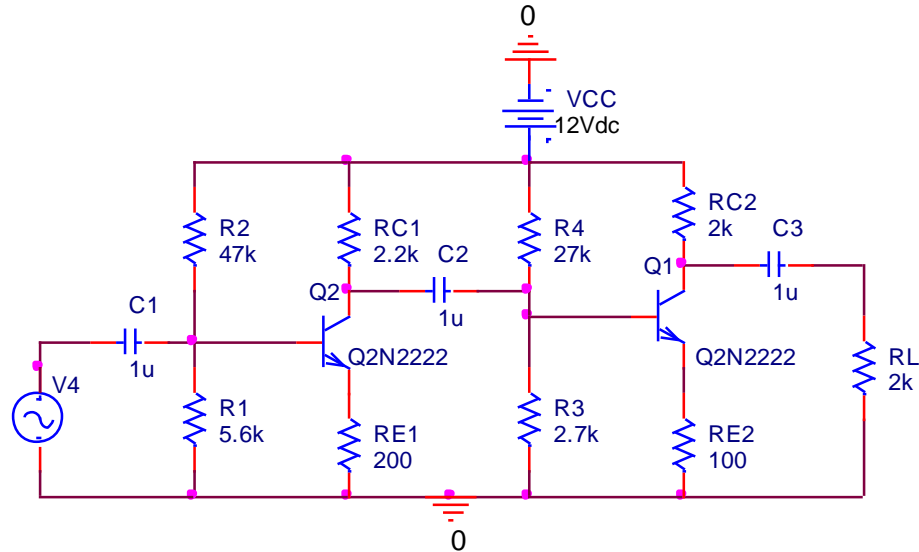 0
VCC
12Vdc
R2
47k
RC1
2.2k
C2
1u
R4
27k
RC2
2k
C3
1u
C1
1u
Q2
Q2N2222
Q1
Q2N2222
V4
R1
5.6k
RE1
200
R3
2.7k
RE2
100
RL
2k
0